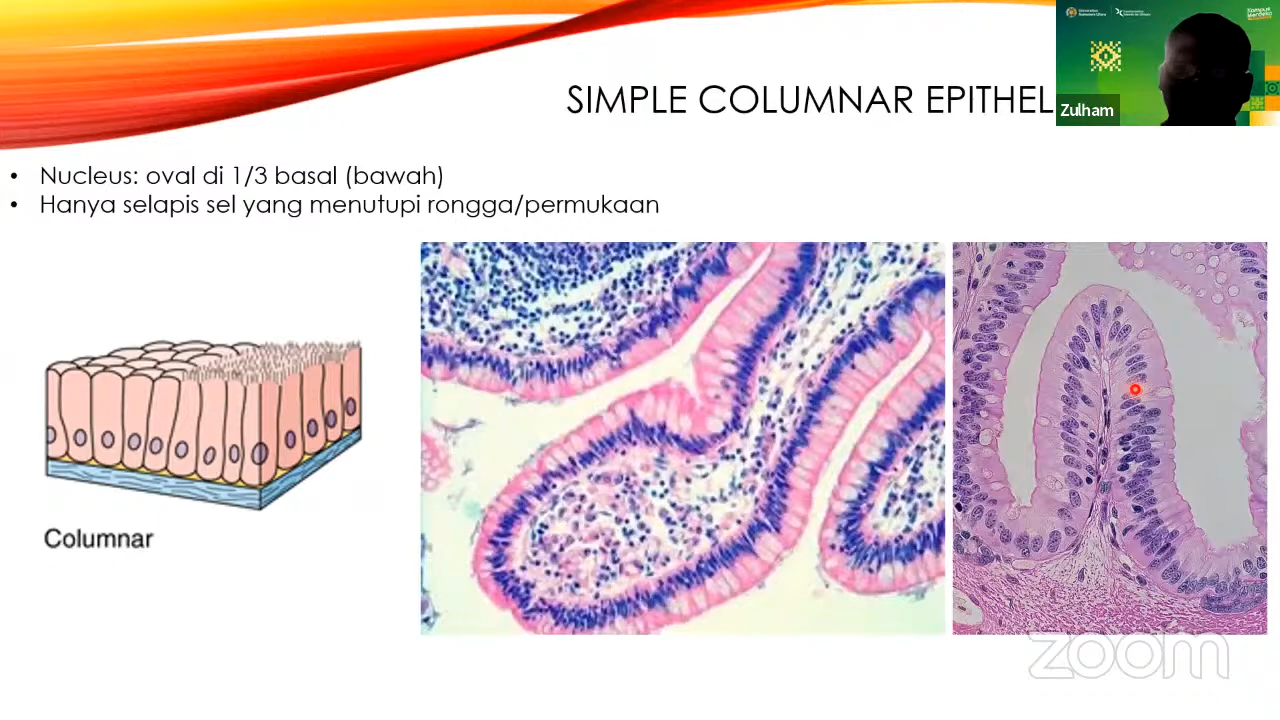 SIMPLE COLUMNAR EPITHEL
Zulham
• Nucleus: oval di 1/3 basal (bawah)
• Hanya selapis sel yang menutupi rongga/permukaan
Columnar
zoom